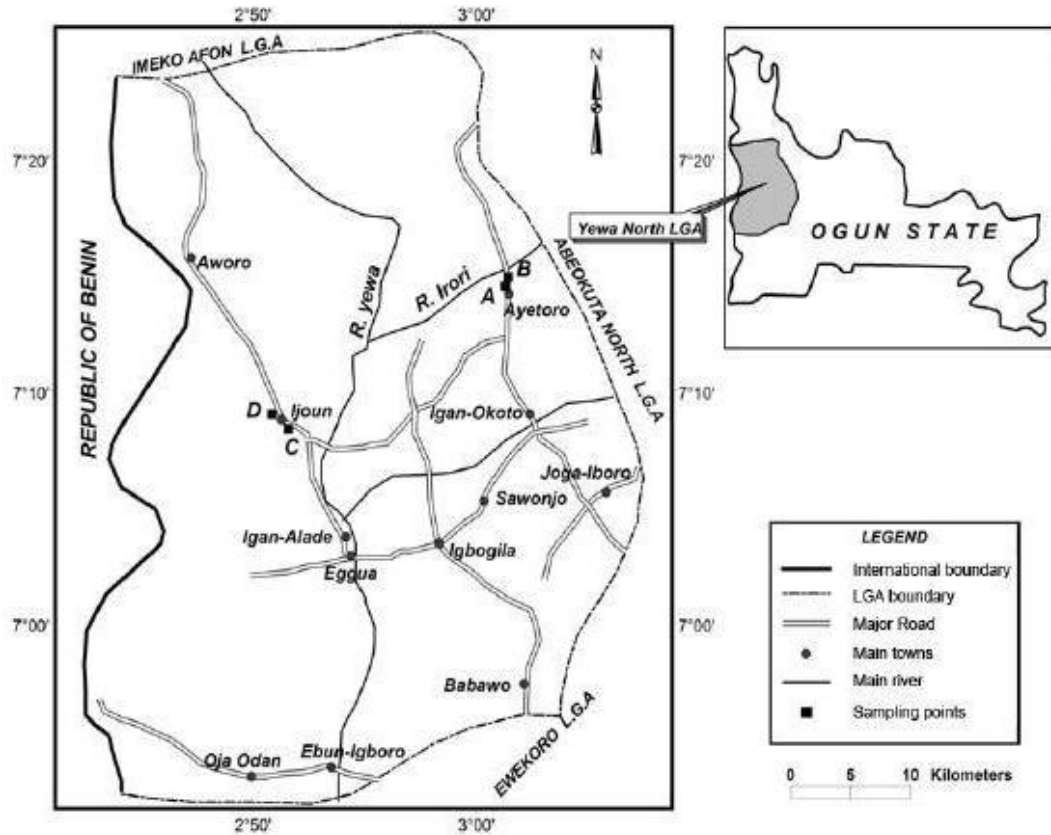 2°50'
3°00'
IMEKO AFON L.G.A
N
7°20'
7°20'
Yewa North LGA
OGUN STATE
REPUBLIC OF BENIN
Aworo
R. yewa
R. Irori
B
A
Ayetoro
ABEOKUTA NORTH L.G.A
7°10'
7°10'
D
Ijoun
C
Igan-Okoto
Joga-Iboro
Sawonjo
Igan-Alade
Igbogila
Eggua
7°00'
7°00'
Babawo
EWEKORO L.G.A
Oja Odan
Ebun-Igboro
2°50'
3°00'
LEGEND
International boundary
LGA boundary
Major Road
Main towns
Main river
Sampling points
0 5 10 Kilometers